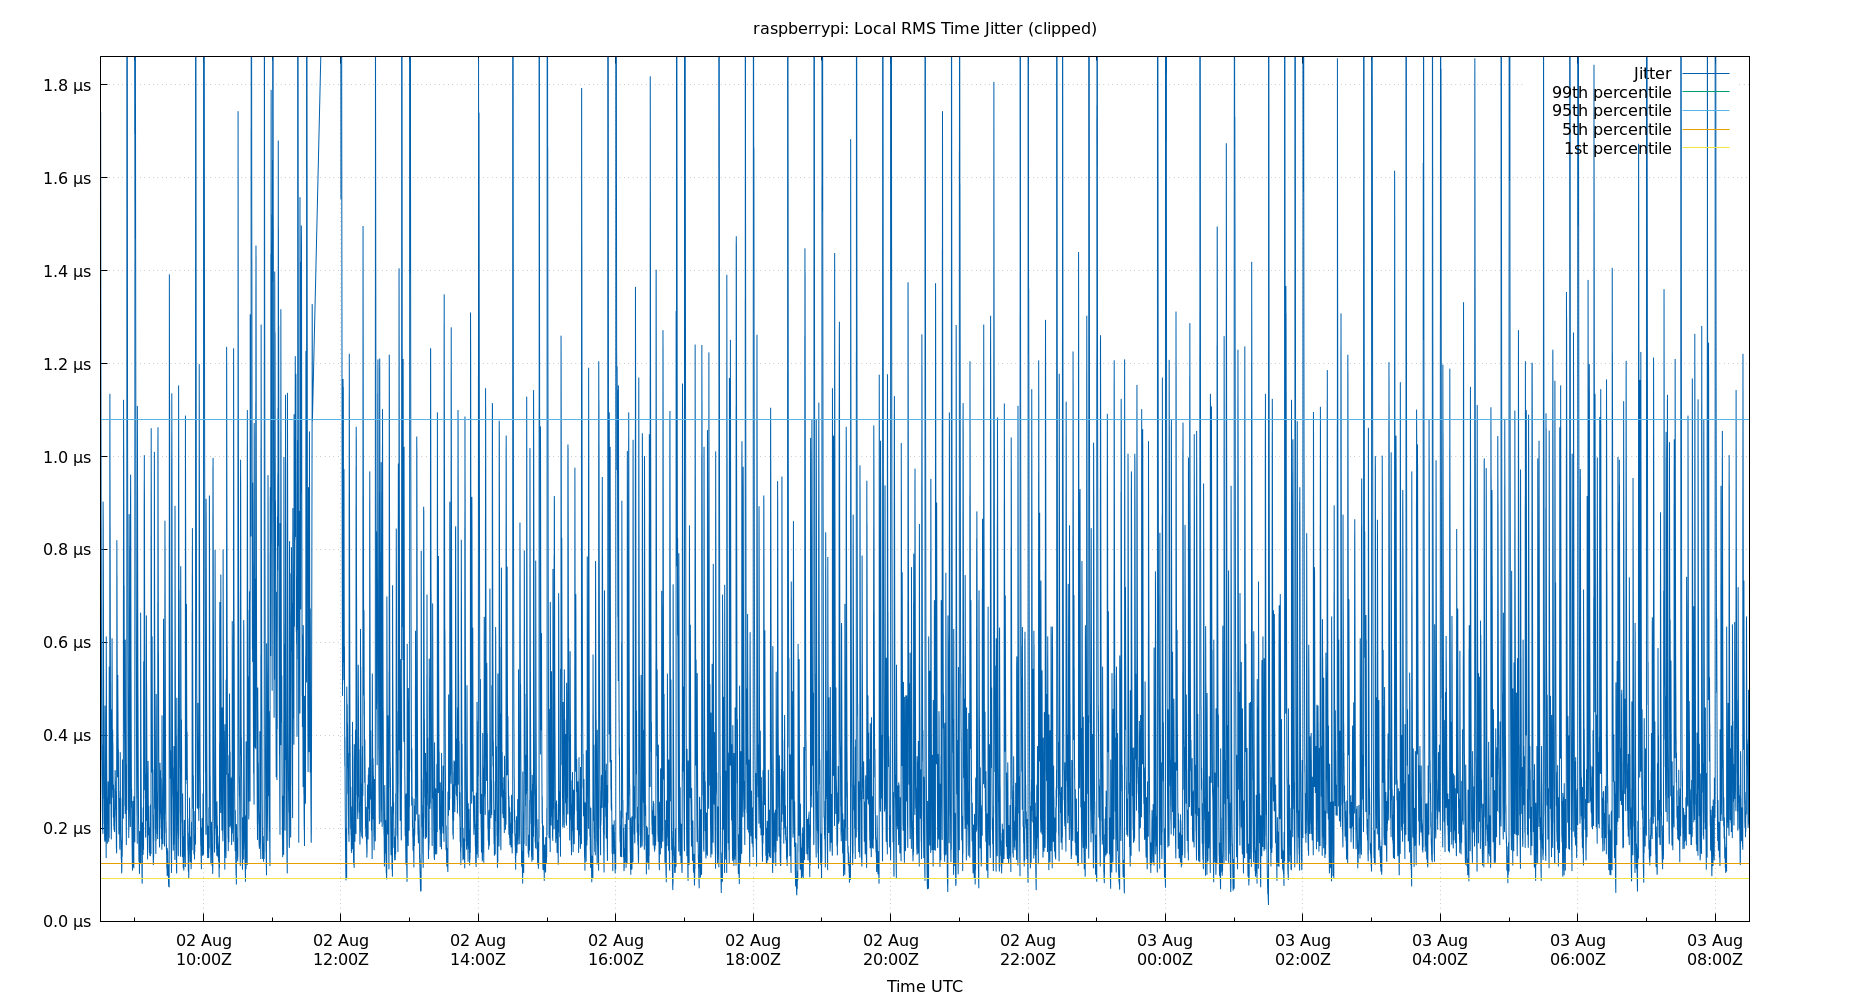 raspberrypi: Local RMS Time Jitter (clipped)
1.8 µs
1.6 µs
1.4 µs
1.2 µs
1.0 µs
0.8 µs
0.6 µs
0.4 µs
0.2 µs
0.0 µs
Jitter
99th percentile
95th percentile
5th percentile
1st percentile
02 Aug 02 Aug 02 Aug 02 Aug 02 Aug 02 Aug 02 Aug 03 Aug 03 Aug 03 Aug 03 Aug 03 Aug
10:00Z 12:00Z 14:00Z 16:00Z 18:00Z 20:00Z 22:00Z 00:00Z 02:00Z 04:00Z 06:00Z 08:00Z
Time UTC